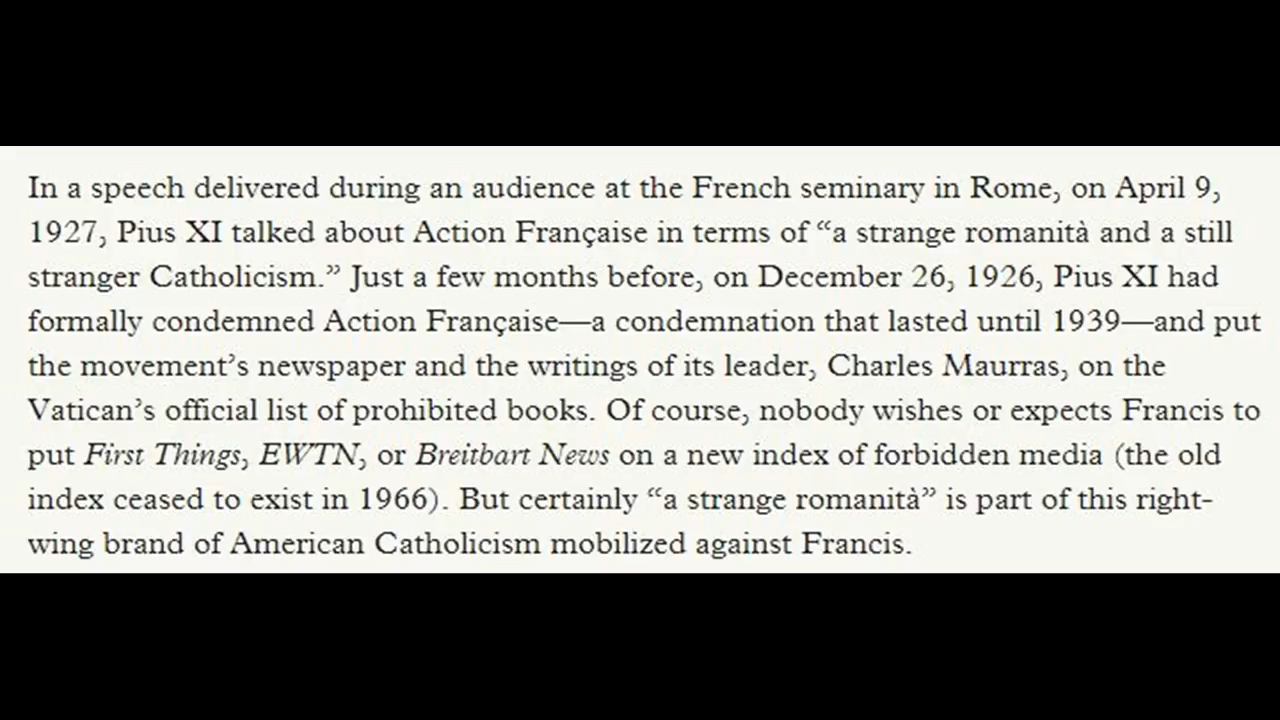 In a speech delivered during an audience at the French seminary in Rome, on April 9,
1927, Pius XI talked about Action Française in terms of “a strange romanità and a still
stranger Catholicism.” Just a few months before, on December 26, 1926, Pius XI had
formally condemned Action Française—a condemnation that lasted until 1939—and put
the movement’s newspaper and the writings of its leader, Charles Maurras, on the
Vatican’s official list of prohibited books. Of course, nobody wishes or expects Francis to
put First Things, EWTN, or Breitbart News on a new index of forbidden media (the old
index ceased to exist in 1966). But certainly “a strange romanità” is part of this right-
wing brand of American Catholicism mobilized against Francis.